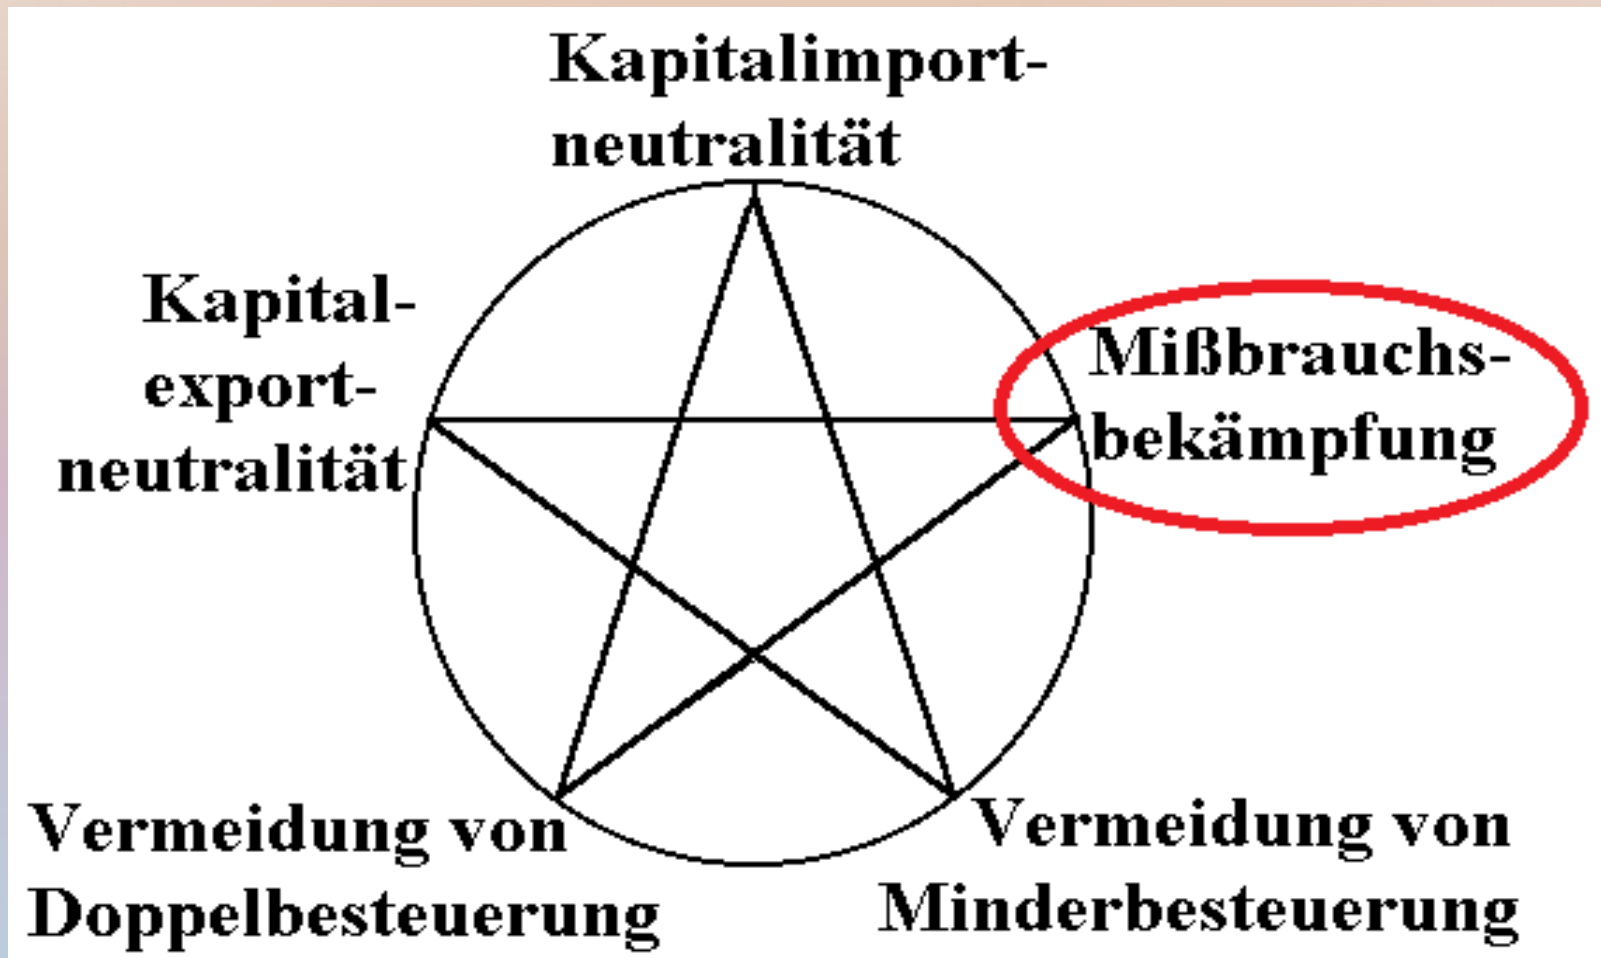 Kapitalimport-
neutralität
Kapital-
export-
neutralität
Mißbrauchs-
bekämpfung
Vermeidung von
Doppelbesteuerung
Vermeidung von
Minderbesteuerung